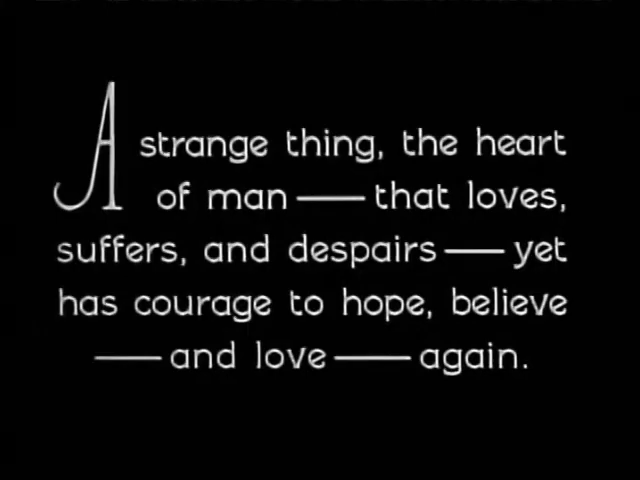 A strange thing, the heart
of man — that loves,
suffers, and despairs — yet
has courage to hope, believe
— and love — again.